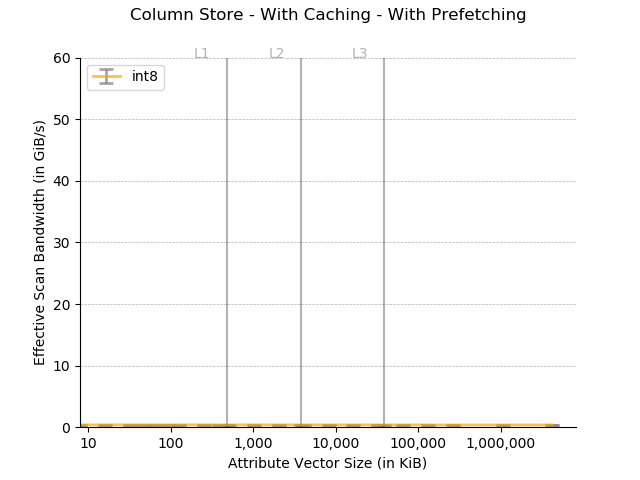 Column Store - With Caching - With Prefetching
L1 L2 L3
int8
Effective Scan Bandwidth (in GiB/s)
60
50
40
30
20
10
0
10 100 1,000 10,000 100,000 1,000,000
Attribute Vector Size (in KiB)